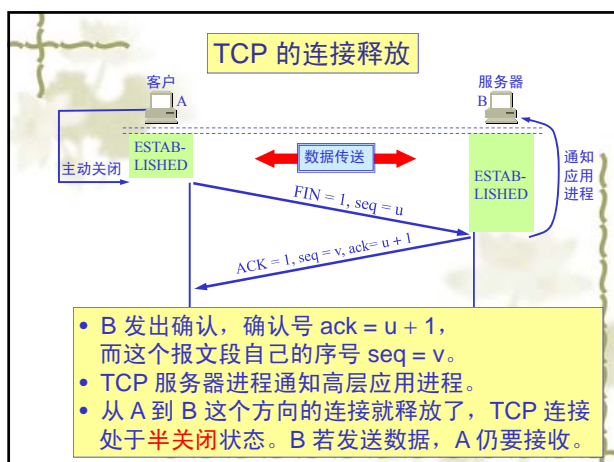 TCP 的连接释放
客户
A
服务器
B
ESTAB-
LISHED
主动关闭
数据传送
ESTAB-
LISHED
通知
应用
进程
FIN = 1, seq = u
ACK = 1, seq = v, ack= u + 1
• B 发出确认，确认号 ack = u + 1，
而这个报文段自己的序号 seq = v。
• TCP 服务器进程通知高层应用进程。
• 从 A 到 B 这个方向的连接就释放了，TCP 连接
处于半关闭状态。B 若发送数据，A 仍要接收。